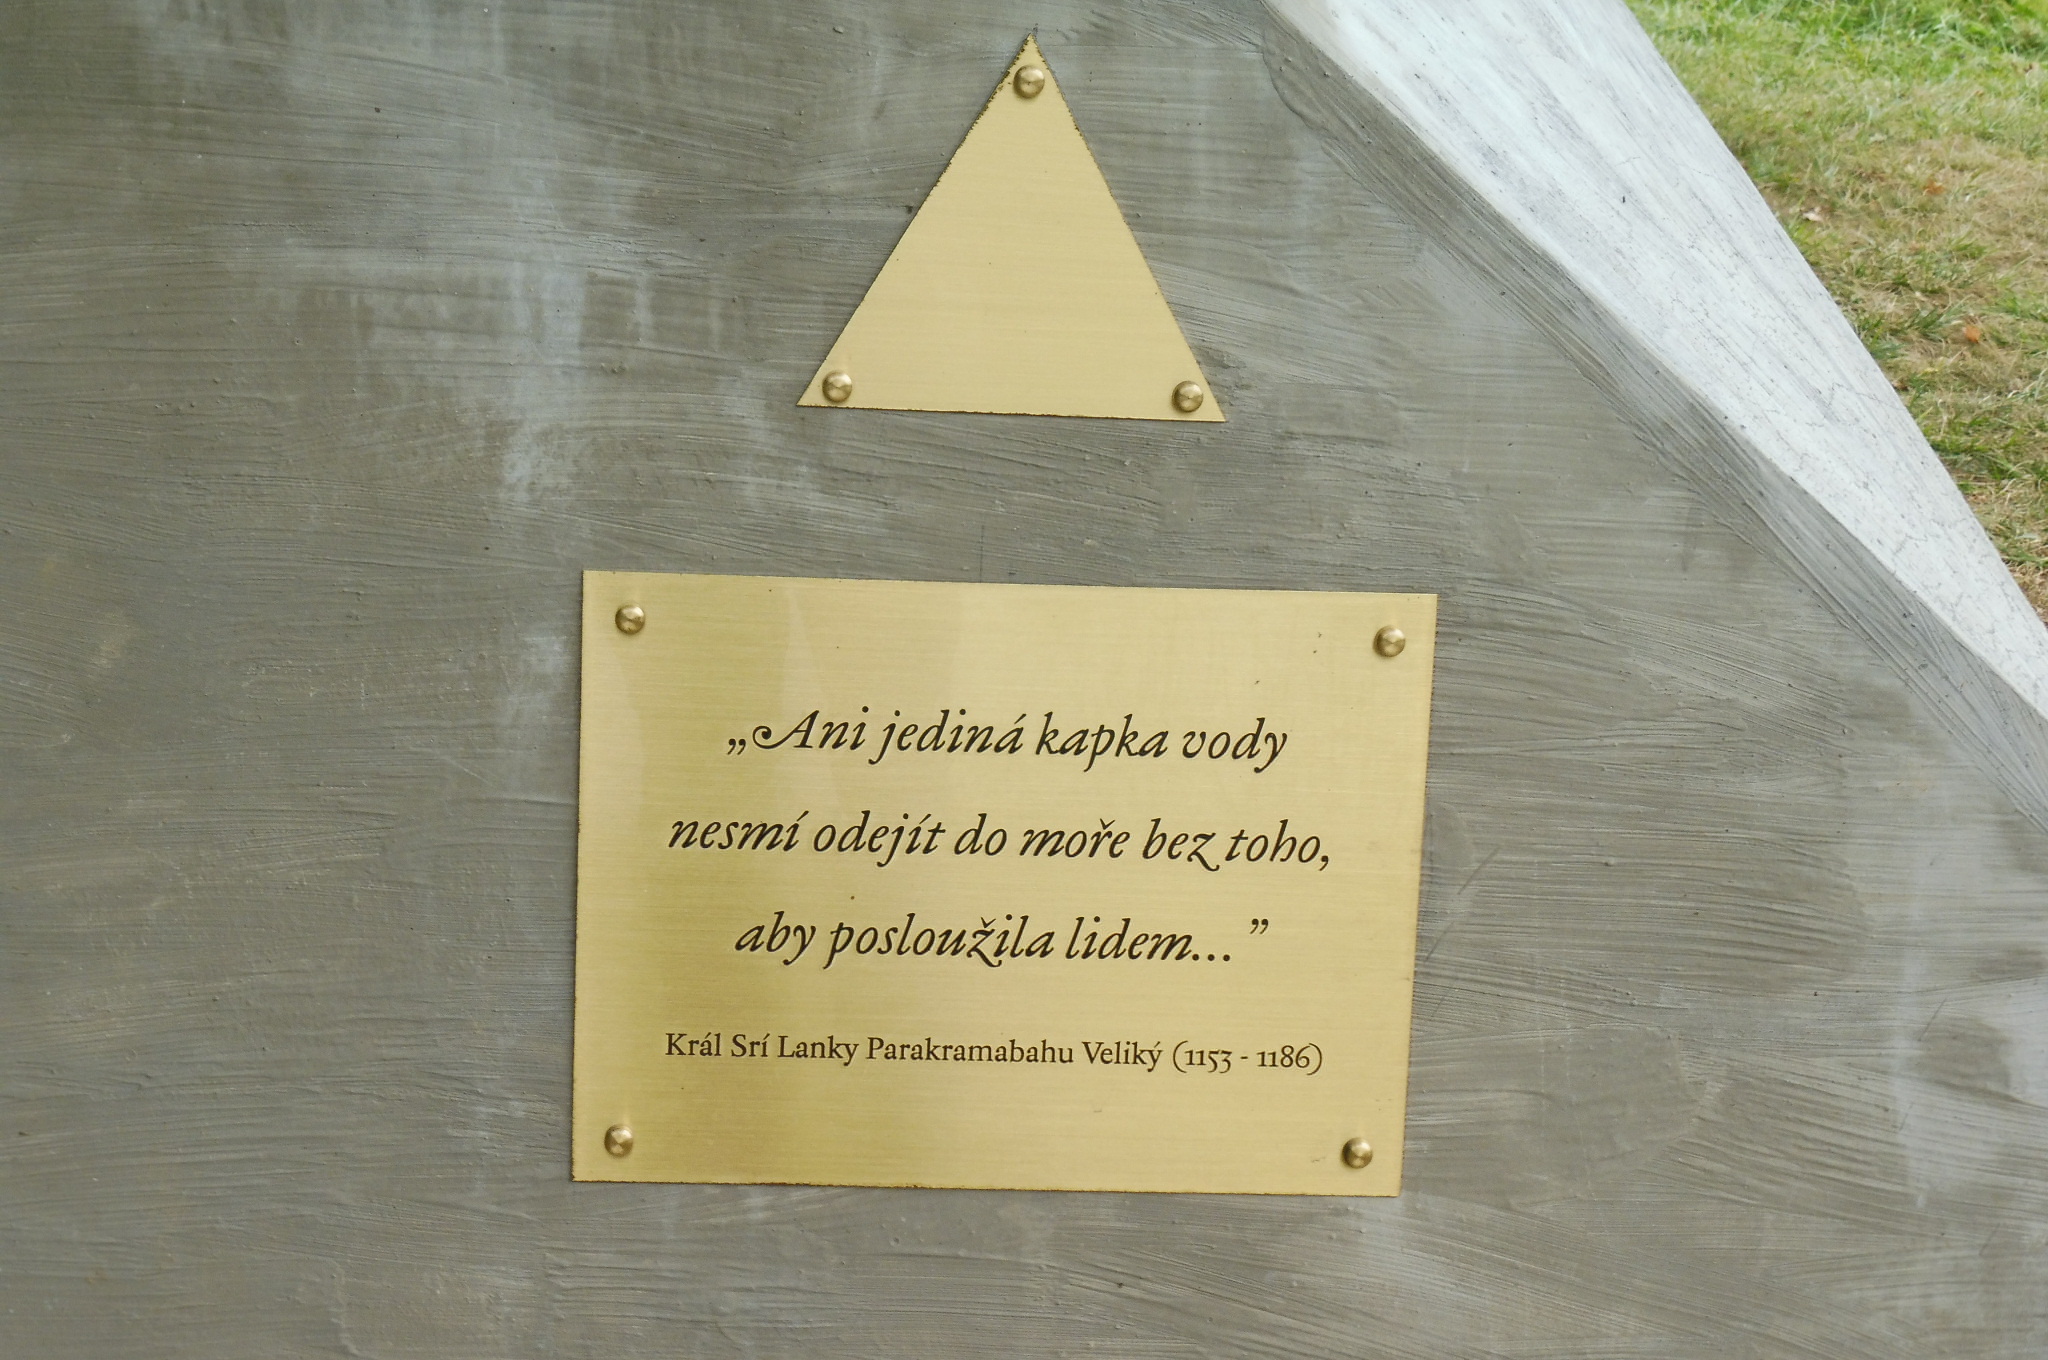 „Ani jediná kapka vody
nesmí odejít do moře bez toho,
aby posloužila lidem... ”
Král Srí Lanky Parakramabahu Veliký (1153 - 1186)